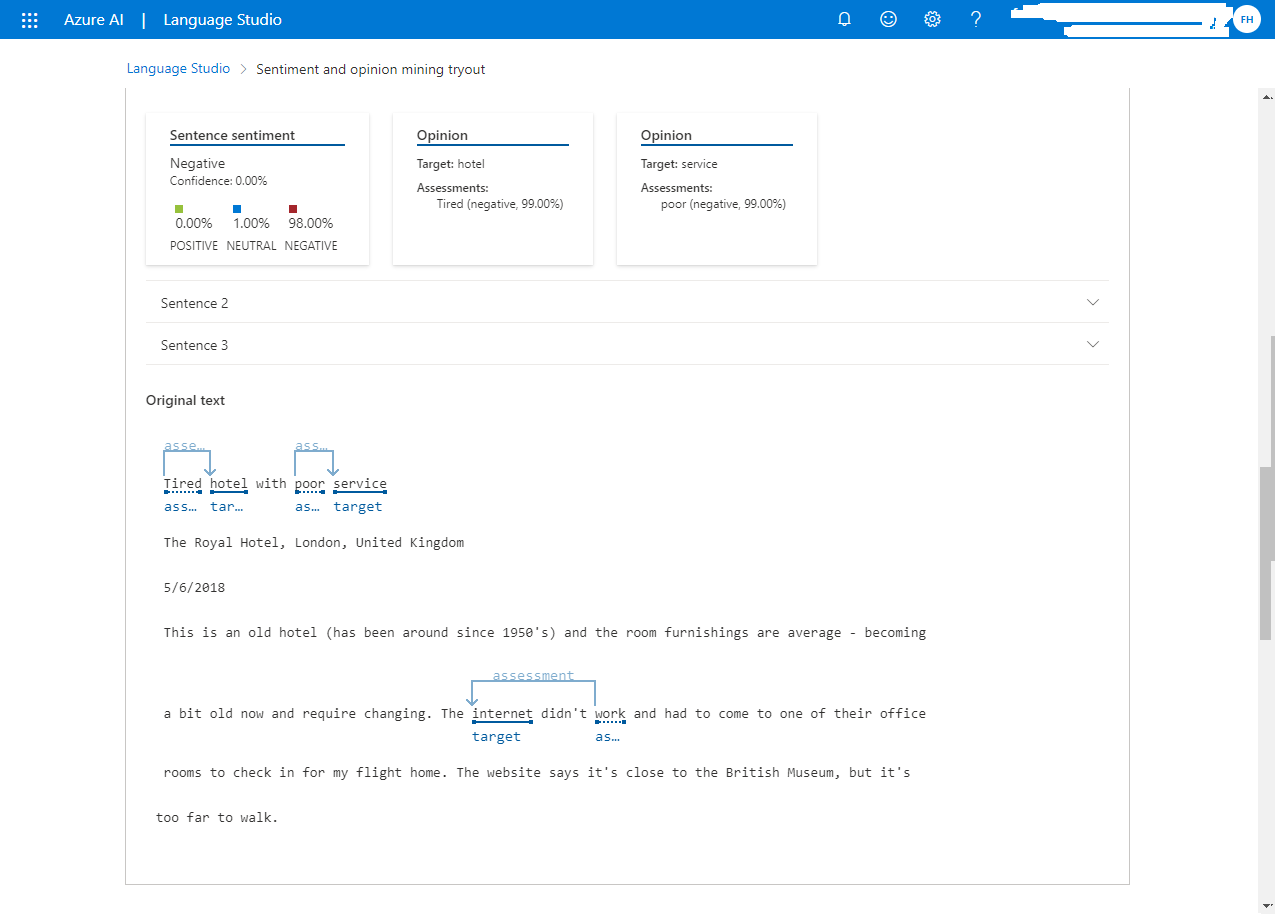 Azure AI | Language Studio
FH
Language Studio > Sentiment and opinion mining tryout
Sentence sentiment
Negative
Confidence: 0.00%
0.00% 1.00% 98.00%
POSITIVE NEUTRAL NEGATIVE
Opinion
Target: hotel
Assessments:
Tired (negative, 99.00%)
Opinion
Target: service
Assessments:
poor (negative, 99.00%)
Sentence 2
Sentence 3
Original text
asse… ass…
Tired hotel with poor service
ass… tar… as… target
The Royal Hotel, London, United Kingdom
5/6/2018
This is an old hotel (has been around since 1950's) and the room furnishings are average - becoming
assessment
a bit old now and require changing. The internet didn't work and had to come to one of their office
target as…
rooms to check in for my flight home. The website says it's close to the British Museum, but it's
too far to walk.